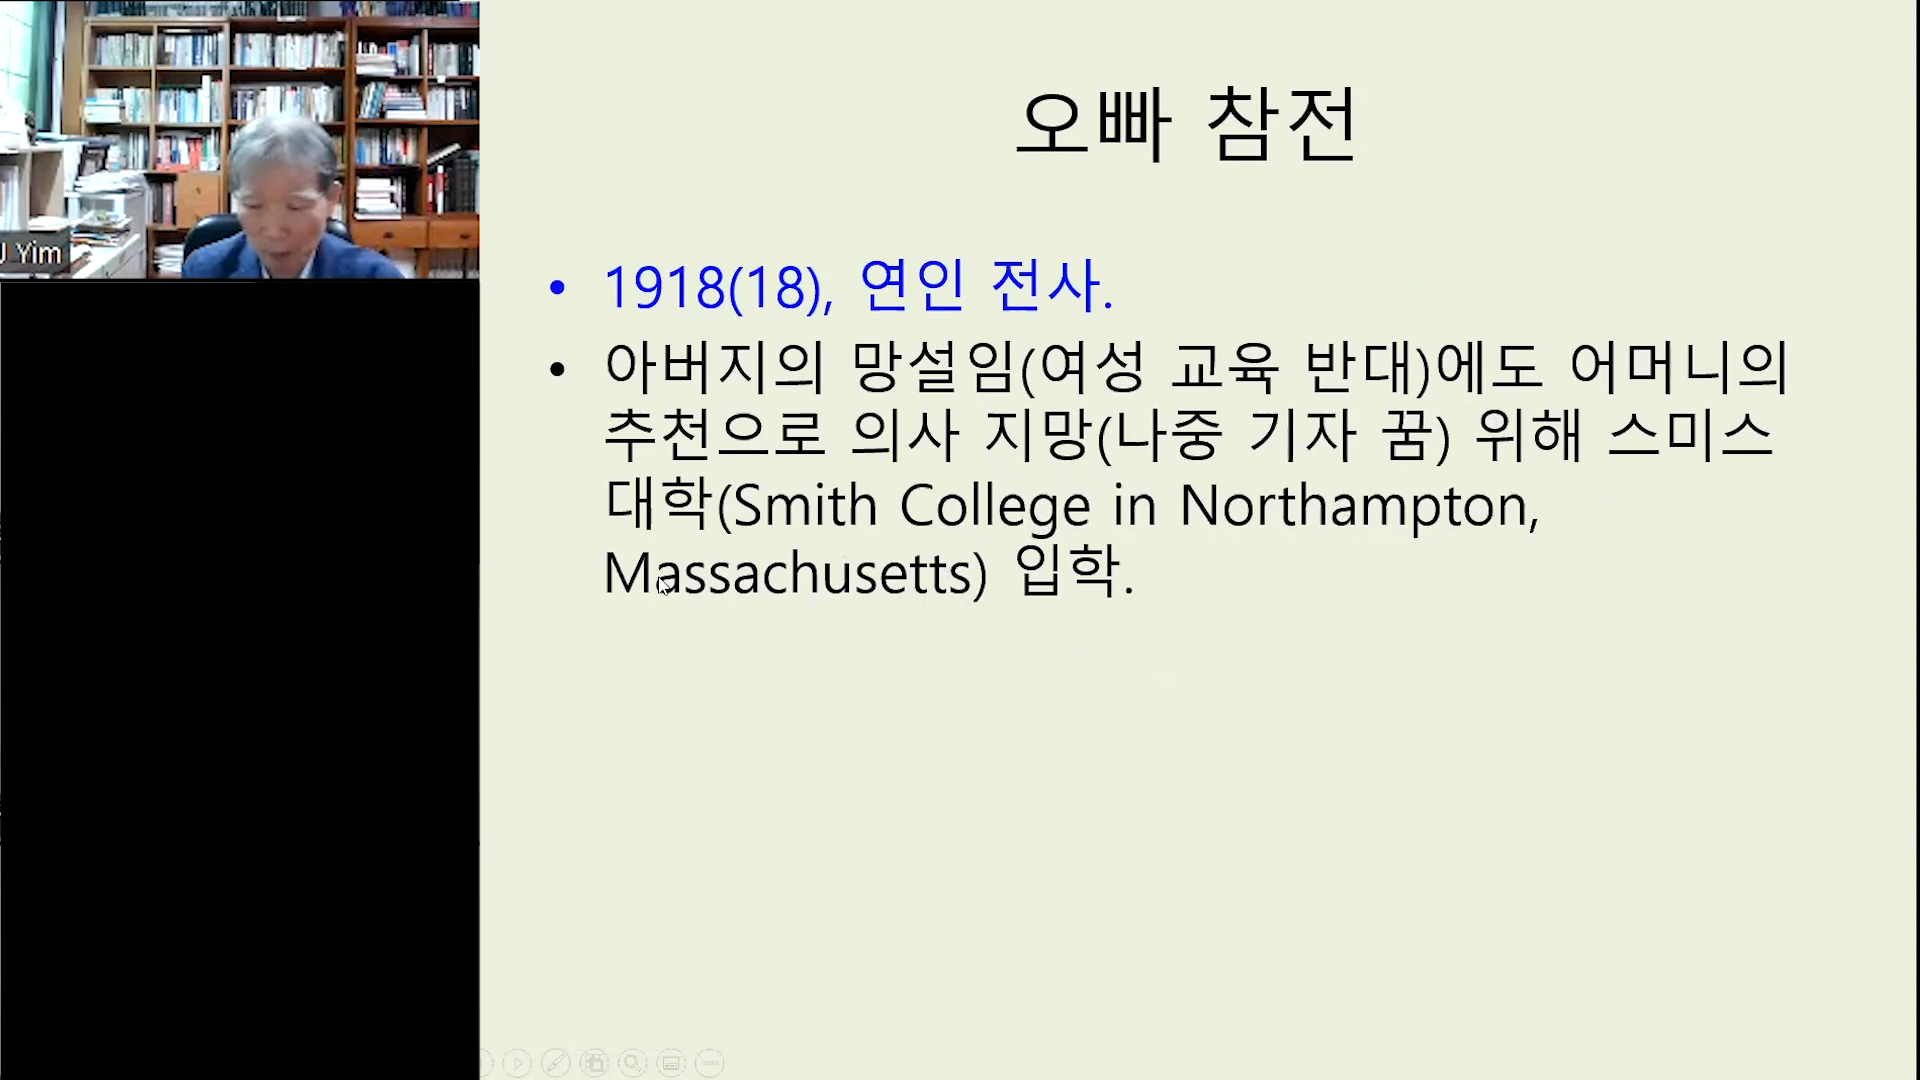 오빠 참전
J Yim
• 1918(18), 연인 전사.
• 아버지의 망설임(여성 교육 반대)에도 어머니의
추천으로 의사 지망(나중 기자 꿈) 위해 스미스
대학(Smith College in Northampton,
Massachusetts) 입학.